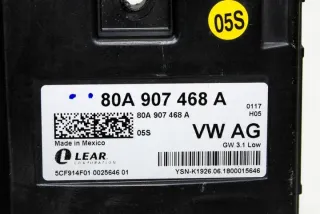 05S
80A 907 468 A
80A 907 468 A
0117
H05
05S
Made in Mexico
VW AG
LEAR
CORPORATION
GW 3.1 Low
5CF914F01 0025646 01
YSN-K1926.06.1800015646